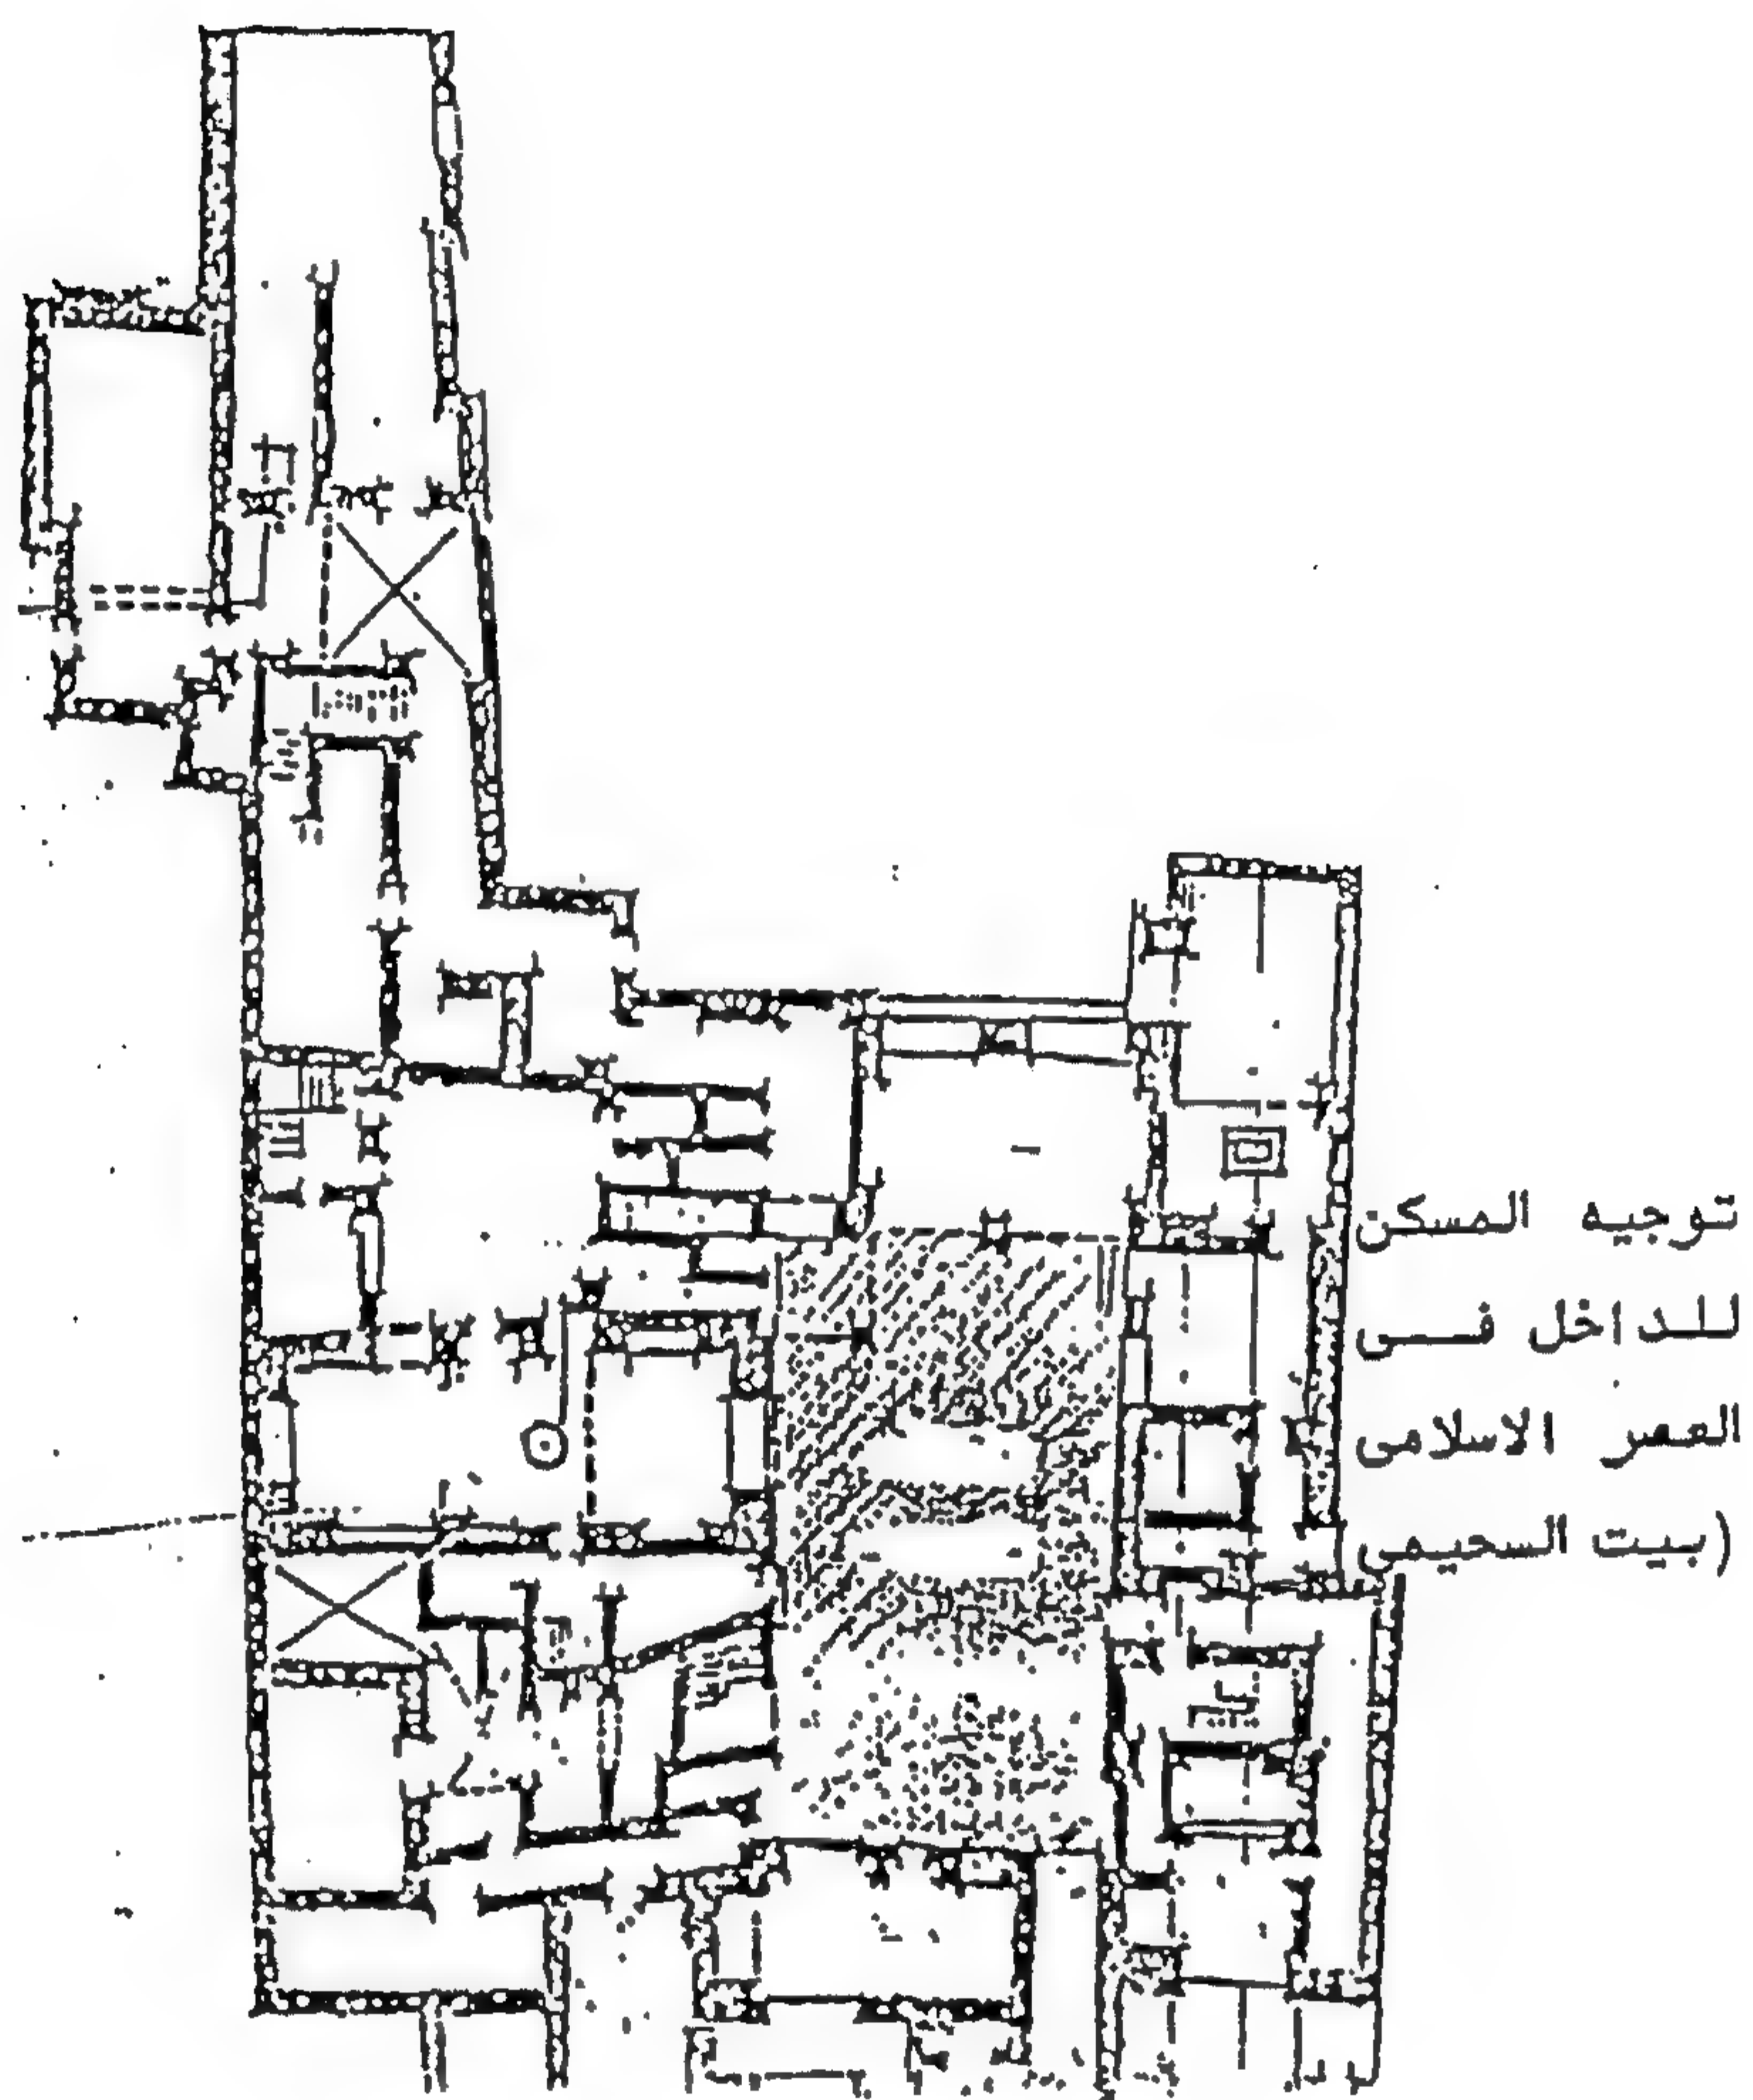 توجيه المسكن
للداخل فى
العصر الاسلامى
(بيت السحيمى